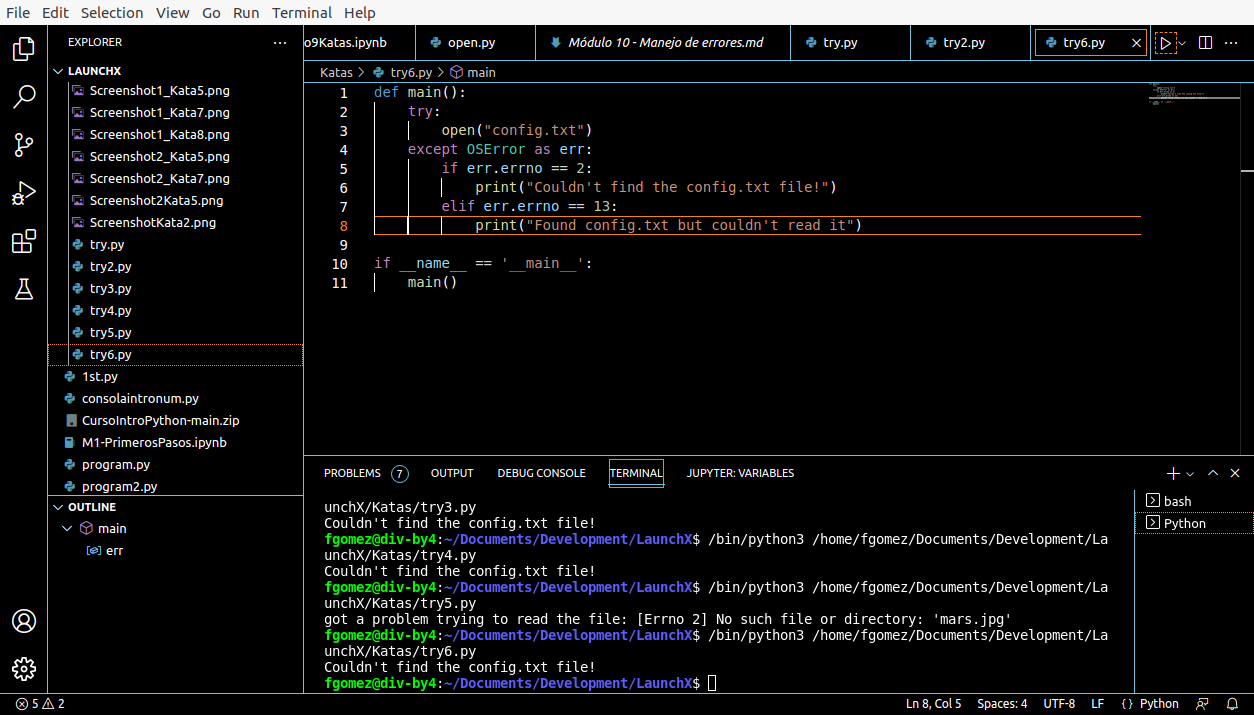 File Edit Selection View Go Run Terminal Help
EXPLORER
o9Katas.ipynb open.py Módulo 10 - Manejo de errores.md try.py try2.py try6.py
LAUNCHX
Katas > try6.py > main
Screenshot1_Kata5.png
Screenshot1_Kata7.png
Screenshot1_Kata8.png
Screenshot2_Kata5.png
Screenshot2_Kata7.png
Screenshot2Kata5.png
ScreenshotKata2.png
try.py
try2.py
try3.py
try4.py
try5.py
try6.py
1st.py
consolaintronum.py
CursoIntroPython-main.zip
M1-PrimerosPasos.ipynb
program.py
program2.py
OUTLINE
main
err
1 def main():
2 try:
3 open("config.txt")
4 except OSError as err:
5 if err.errno == 2:
6 print("Couldn't find the config.txt file!")
7 elif err.errno == 13:
8 print("Found config.txt but couldn't read it")
9
10 if __name__ == '__main__':
11 main()
PROBLEMS 7 OUTPUT DEBUG CONSOLE TERMINAL JUPYTER: VARIABLES
unchX/Katas/try3.py
Couldn't find the config.txt file!
fgomez@div-by4:~/Documents/Development/LaunchX$ /bin/python3 /home/fgomez/Documents/Development/La
unchX/Katas/try4.py
Couldn't find the config.txt file!
fgomez@div-by4:~/Documents/Development/LaunchX$ /bin/python3 /home/fgomez/Documents/Development/La
unchX/Katas/try5.py
got a problem trying to read the file: [Errno 2] No such file or directory: 'mars.jpg'
fgomez@div-by4:~/Documents/Development/LaunchX$ /bin/python3 /home/fgomez/Documents/Development/La
unchX/Katas/try6.py
Couldn't find the config.txt file!
fgomez@div-by4:~/Documents/Development/LaunchX$
bash
Python
5 2 Ln 8, Col 5 Spaces: 4 UTF-8 LF {} Python